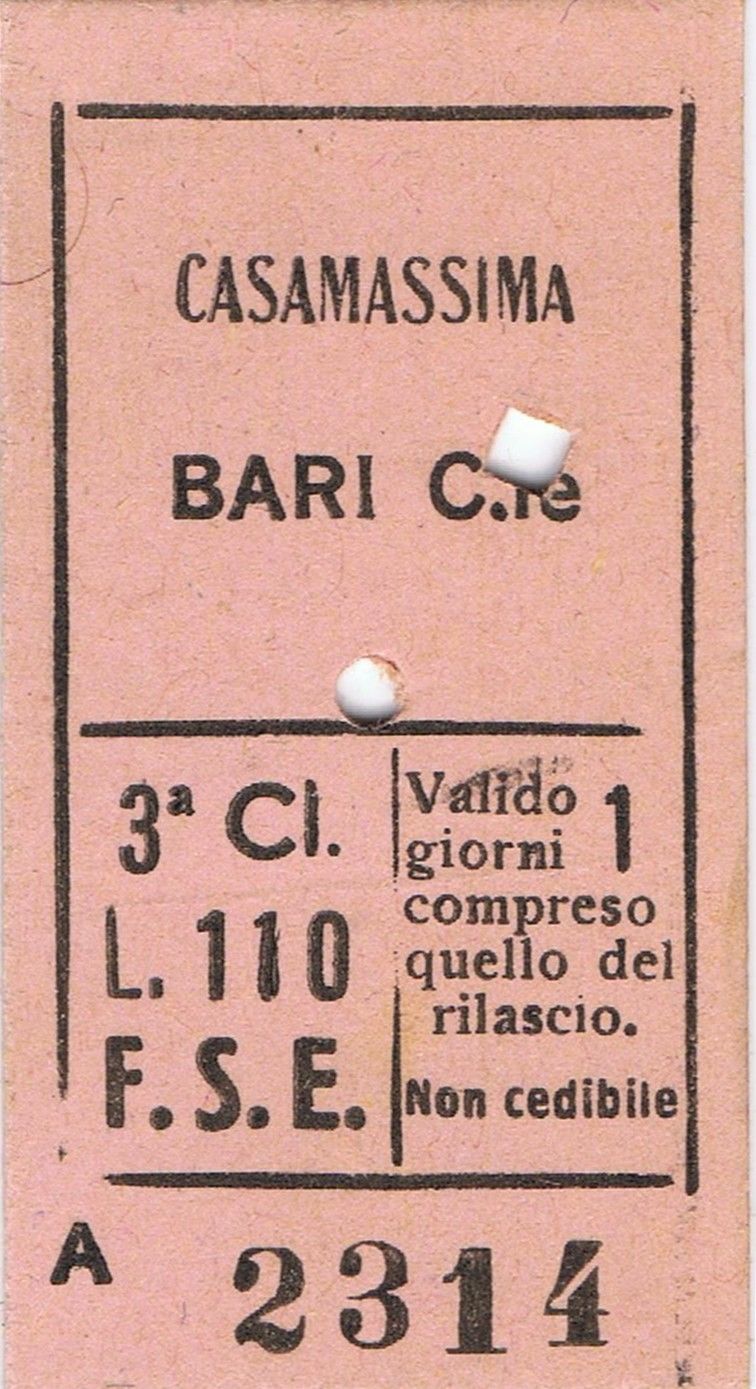 CASAMASSIMA
BARI C.le
3ª Cl.
L. 110
F. S. E.
Valido 1
giorni
compreso
quello del
rilascio.
Non cedibile
A 2314